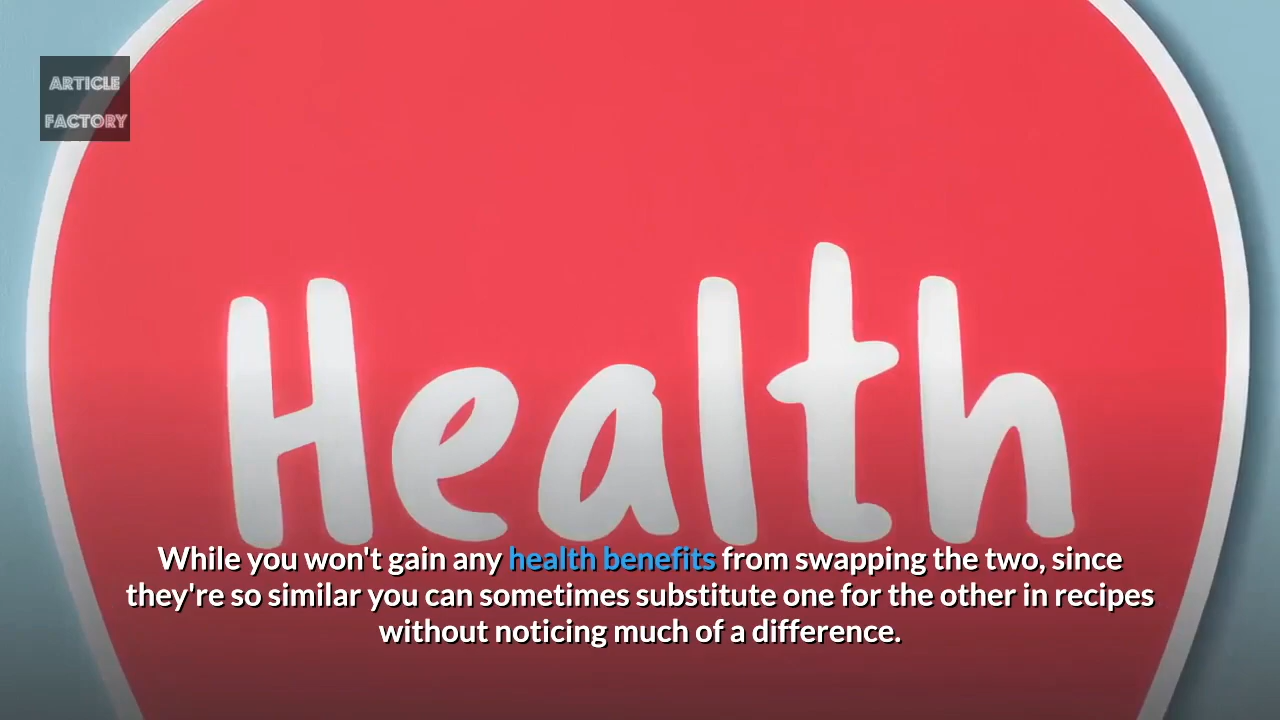 ARTICLE
FACTORY
Health
While you won't gain any health benefits from swapping the two, since
they're so similar you can sometimes substitute one for the other in recipes
without noticing much of a difference.